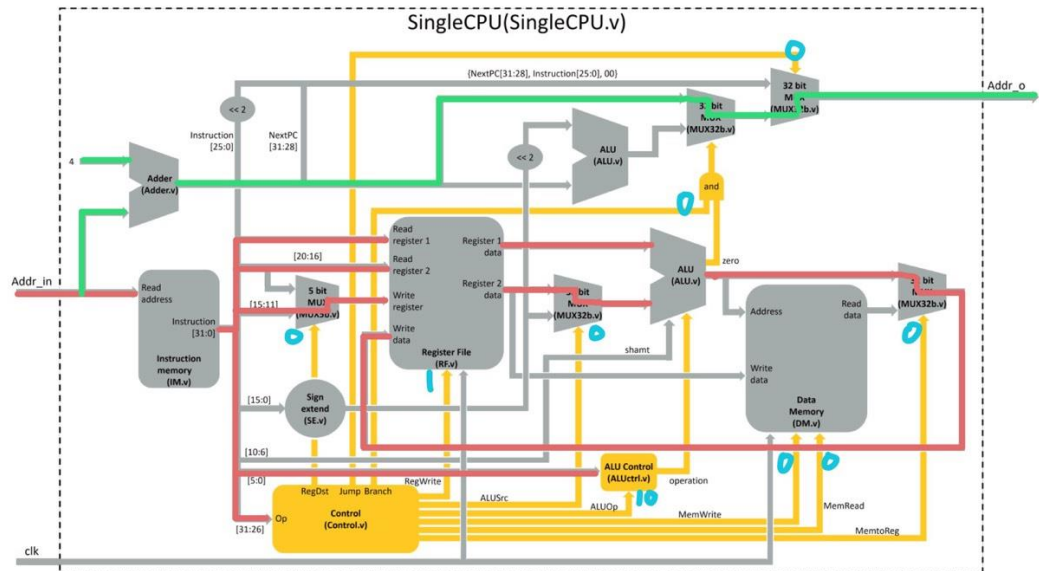 SingleCPU(SingleCPU.v)
{NextPC[31:28], Instruction[25:0], 00}
0
32 bit
MUX
(MUX32b.v)
Addr_o
<< 2
Instruction
[25:0]
NextPC
[31:28]
bit
MUX
(MUX32b.v)
4
Adder
(Adder.v)
<< 2
ALU
(ALU.v)
and
0
Addr_in
Read
address
Instruction
[31:0]
Instruction
memory
(IM.v)
[20:16]
[15:11]
5 bit
MUX
0
Read
register 1
Read
register 2
Write
register
Write
data
Register 1
data
Register 2
data
Register File
(RF.v)
1
bit
(MUX32b.v)
0
ALU
(ALU.v)
zero
shamt
Address
Read
data
Write
data
Data
Memory
(DM.v)
0
0
(MUX32b.v)
0
[15:0]
Sign
extend
(SE.v)
[10:6]
[5:0]
ALU Control
(ALUctrl.v)
10
operation
RegDst
Jump
Branch
RegWrite
ALUSrc
ALUOp
MemWrite
MemRead
MemtoReg
Op
[31:26]
Control
(Control.v)
clk